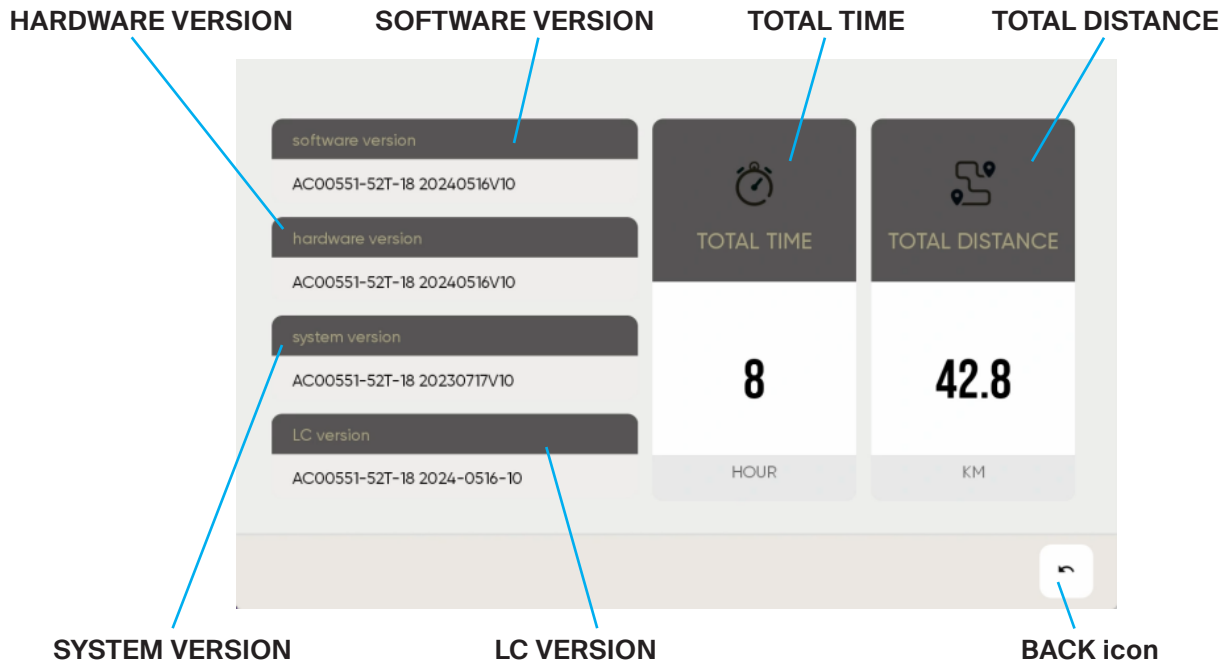 HARDWARE VERSION
SOFTWARE VERSION
TOTAL TIME
TOTAL DISTANCE
software version
AC00551-52T-18 20240516V10
hardware version
AC00551-52T-18 20240516V10
system version
AC00551-52T-18 20230717V10
LC version
AC00551-52T-18 2024-0516-10
TOTAL TIME
8
HOUR
TOTAL DISTANCE
42.8
KM
SYSTEM VERSION
LC VERSION
BACK icon